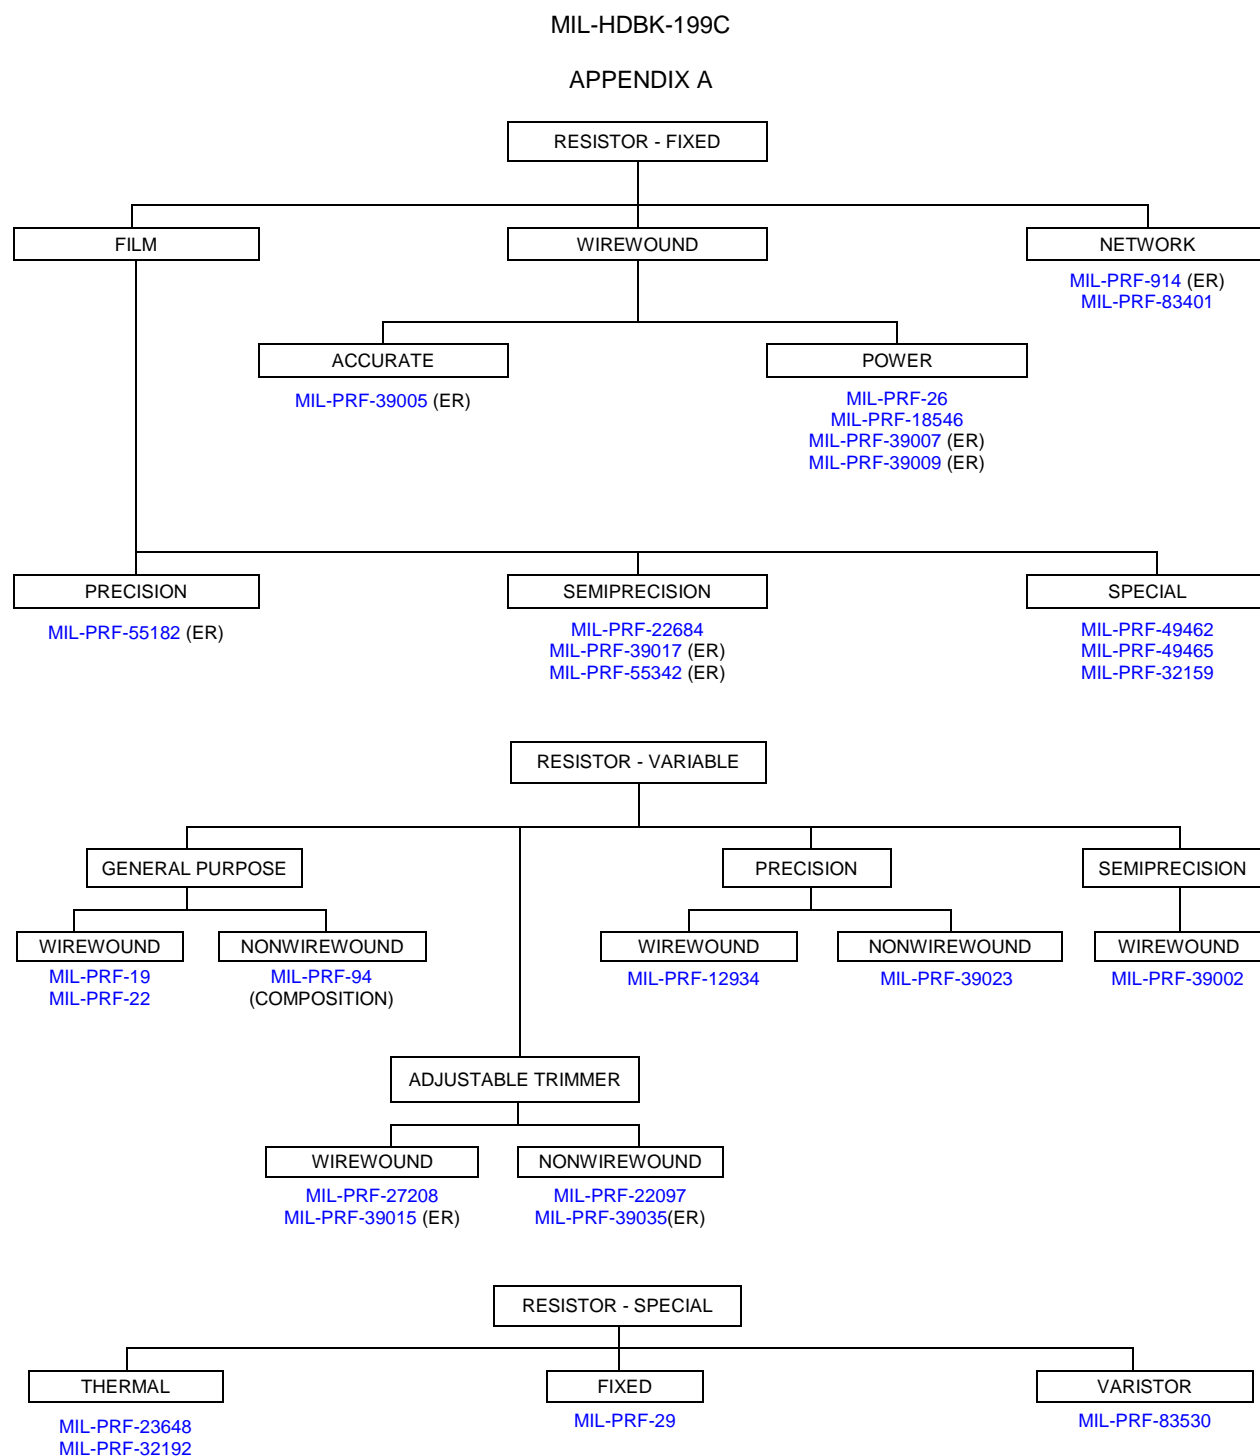 MIL-HDBK-199C
APPENDIX A
RESISTOR - FIXED
FILM
WIREWOUND
NETWORK
MIL-PRF-914 (ER)
MIL-PRF-83401
ACCURATE
MIL-PRF-39005 (ER)
POWER
MIL-PRF-26
MIL-PRF-18546
MIL-PRF-39007 (ER)
MIL-PRF-39009 (ER)
PRECISION
MIL-PRF-55182 (ER)
SEMIPRECISION
MIL-PRF-22684
MIL-PRF-39017 (ER)
MIL-PRF-55342 (ER)
SPECIAL
MIL-PRF-49462
MIL-PRF-49465
MIL-PRF-32159
RESISTOR - VARIABLE
GENERAL PURPOSE
WIREWOUND
MIL-PRF-19
MIL-PRF-22
NONWIREWOUND
MIL-PRF-94
(COMPOSITION)
PRECISION
WIREWOUND
MIL-PRF-12934
NONWIREWOUND
MIL-PRF-39023
SEMIPRECISION
WIREWOUND
MIL-PRF-39002
ADJUSTABLE TRIMMER
WIREWOUND
MIL-PRF-27208
MIL-PRF-39015 (ER)
NONWIREWOUND
MIL-PRF-22097
MIL-PRF-39035(ER)
RESISTOR - SPECIAL
THERMAL
MIL-PRF-23648
MIL-PRF-32192
FIXED
MIL-PRF-29
VARISTOR
MIL-PRF-83530